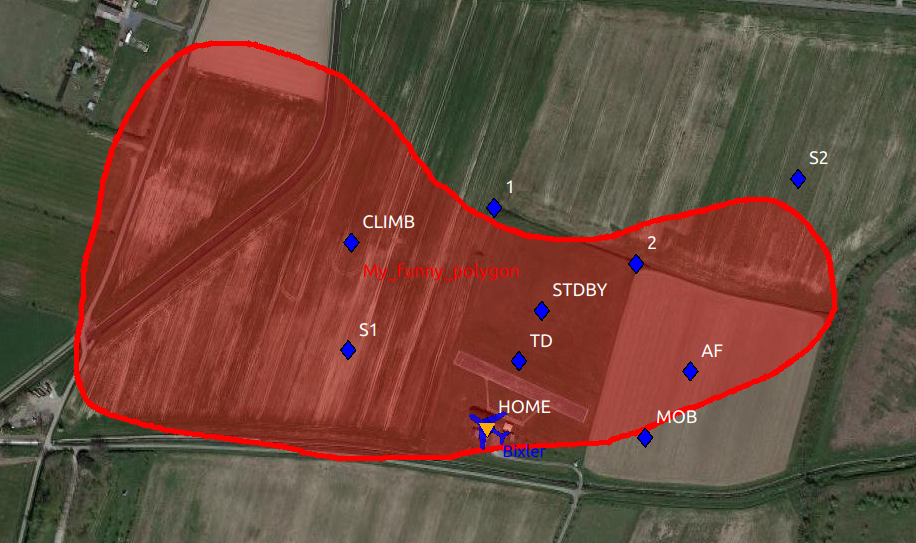 S2
1
CLIMB
2
My_funny_polygon
STDBY
S1
TD
AF
HOME
MOB
Bixler